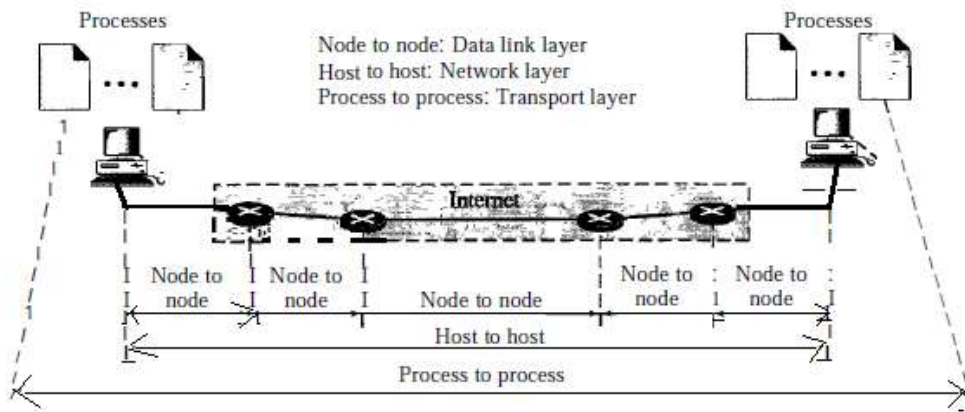 Processes
Processes
Node to node: Data link layer
Host to host: Network layer
Process to process: Transport layer
Internet
Node to
node
Node to
node
Node to node
Node to
node
Node to
node
Host to host
Process to process